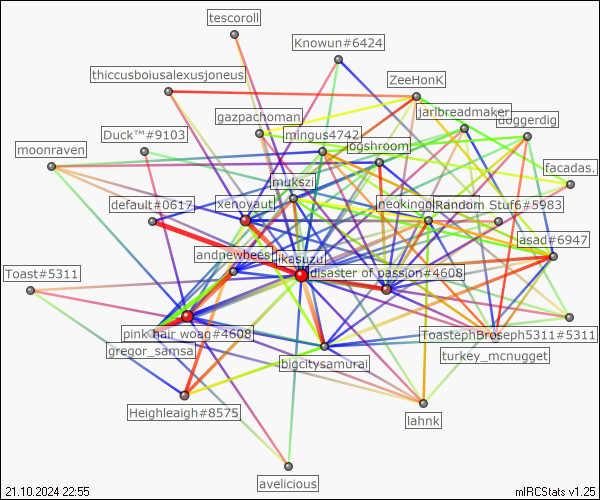 tescoroll
Knowun#6424
thiccusboiusalexusjoneus
ZeeHonK
gazpachoman
jarlbreadmaker
doggerdig
Duck™#9103
mingus4742
ogshroom
moonraven
facadas.
mukszi
default#0617
xenoyaut
Random Stuf6#5983
asad#6947
andnewbees
ikasuzu
disaster of passion#4608
Toast#5311
pink hair woag#4608
ToastephBroseph5311#5311
gregor_samsa
turkey_mcnugget
bigcitysamurai
Heighleaigh#8575
lahnk
avelicious
21.10.2024 22:55
mIRCStats v1.25